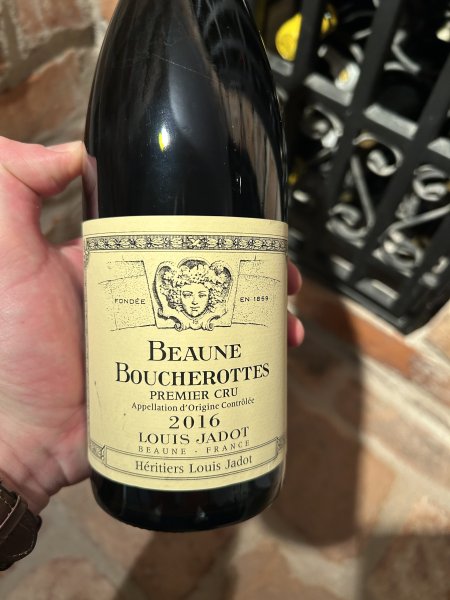 FONDÉE EN 1859
BEAUNE
BOUCHEROTTES
PREMIER CRU
Appellation d'Origine Contrôlée
2016
LOUIS JADOT
BEAUNE - FRANCE
Héritiers Louis Jadot